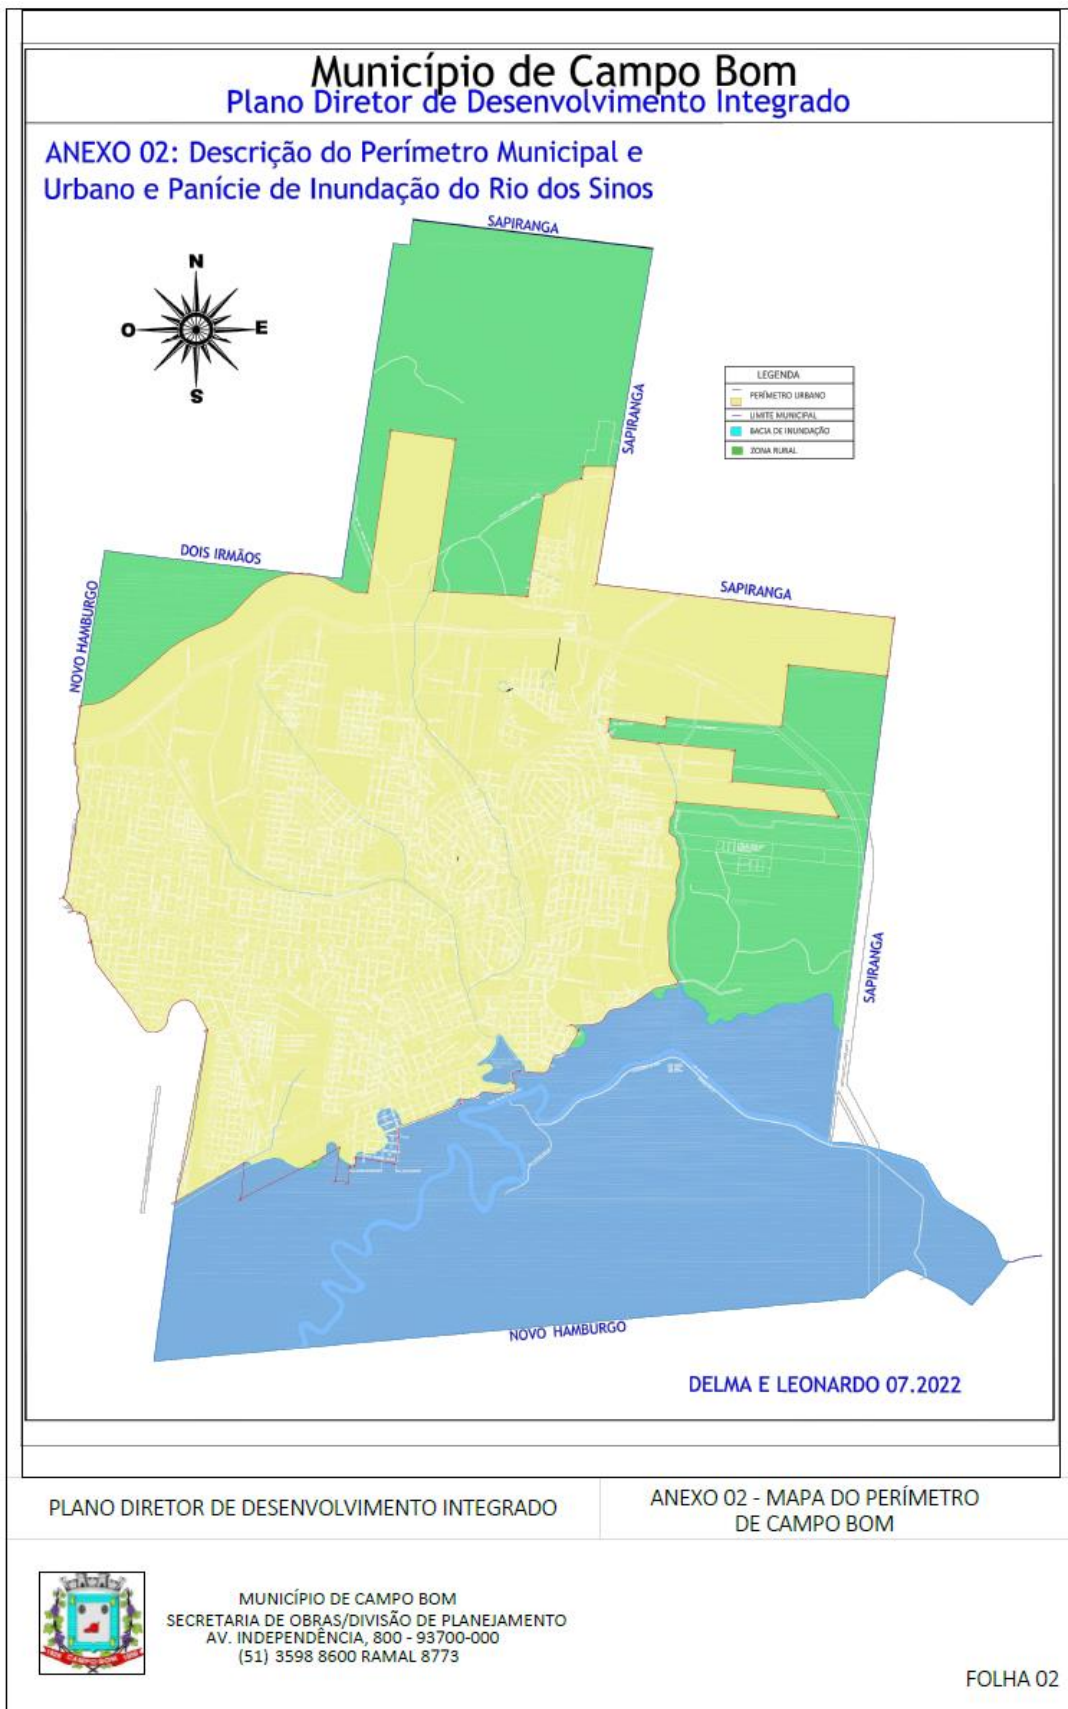 Município de Campo Bom
Plano Diretor de Desenvolvimento Integrado
ANEXO 02: Descrição do Perímetro Municipal e
Urbano e Panície de Inundação do Rio dos Sinos
SAPIRANGA
N
O
E
S
LEGENDA
PERÍMETRO URBANO
LIMITE MUNICIPAL
BACIA DE INUNDAÇÃO
ZONA RURAL
SAPIRANGA
DOIS IRMÃOS
NOVO HAMBURGO
SAPIRANGA
SAPIRANGA
NOVO HAMBURGO
DELMA E LEONARDO 07.2022
PLANO DIRETOR DE DESENVOLVIMENTO INTEGRADO
ANEXO 02 - MAPA DO PERÍMETRO
DE CAMPO BOM
MUNICÍPIO DE CAMPO BOM
SECRETARIA DE OBRAS/DIVISÃO DE PLANEJAMENTO
AV. INDEPENDÊNCIA, 800 - 93700-000
(51) 3598 8600 RAMAL 8773
CAMPO BOM
FOLHA 02